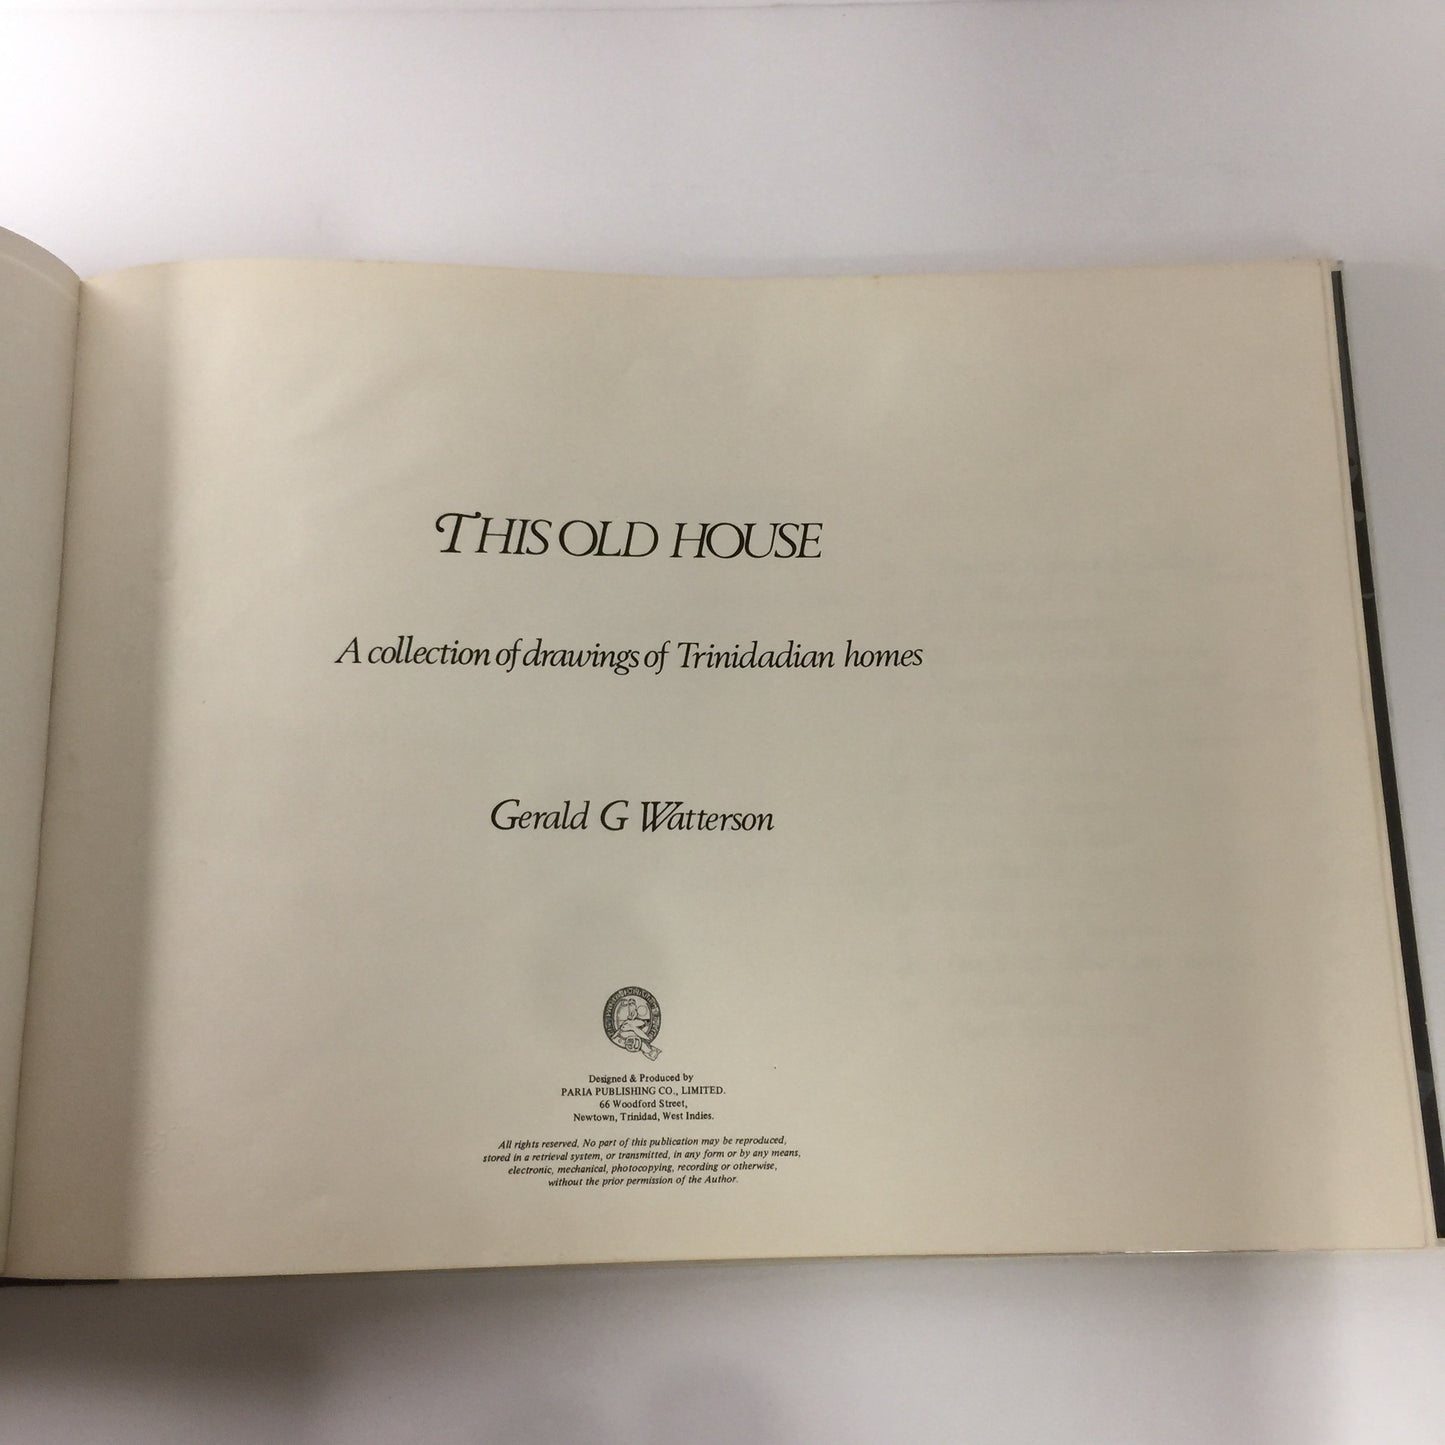 THIS OLD HOUSE
A collection of drawings of Trinidadian homes
Gerald G Watterson
Designed & Produced by
PARIA PUBLISHING CO., LIMITED.
66 Woodford Street,
Newtown, Trinidad, West Indies.
All rights reserved. No part of this publication may be reproduced,
stored in a retrieval system, or transmitted, in any form or by any means,
electronic, mechanical, photocopying, recording or otherwise,
without the prior permission of the Author.